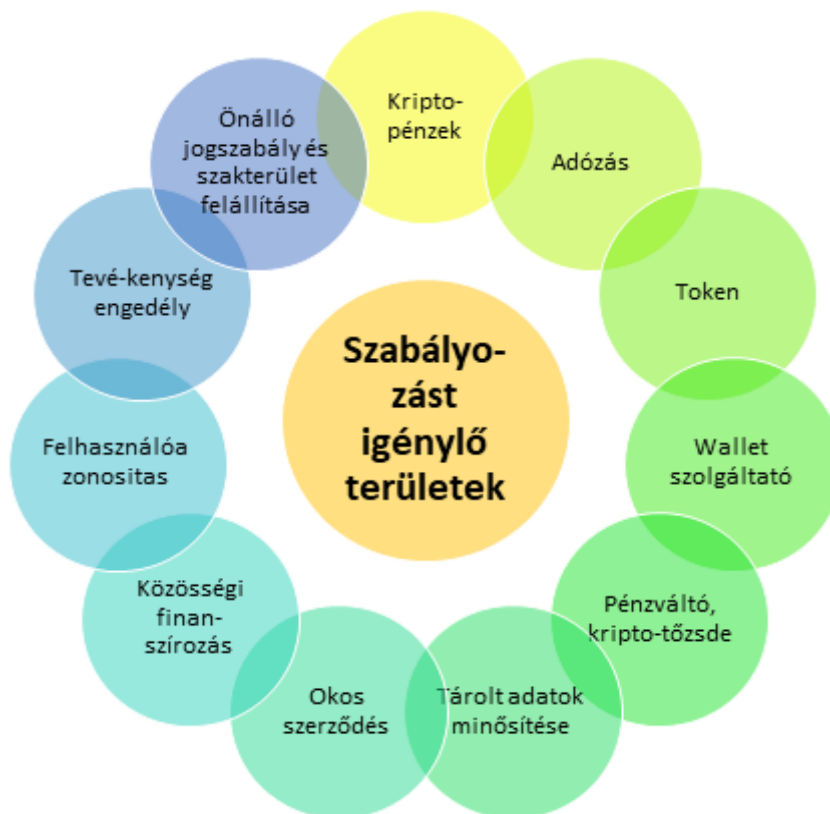 Kripto-
pénzek
Adózás
Token
Wallet
szolgáltató
Pénzváltó,
kripto-tőzsde
Tárolt adatok
minősítése
Okos
szerződés
Közösségi
finan-
szírozás
Felhasználóa
zonositas
Tevé-kenység
engedély
Önálló
jogszabály és
szakterület
felállítása
Szabályo-
zást
igénylő
területek